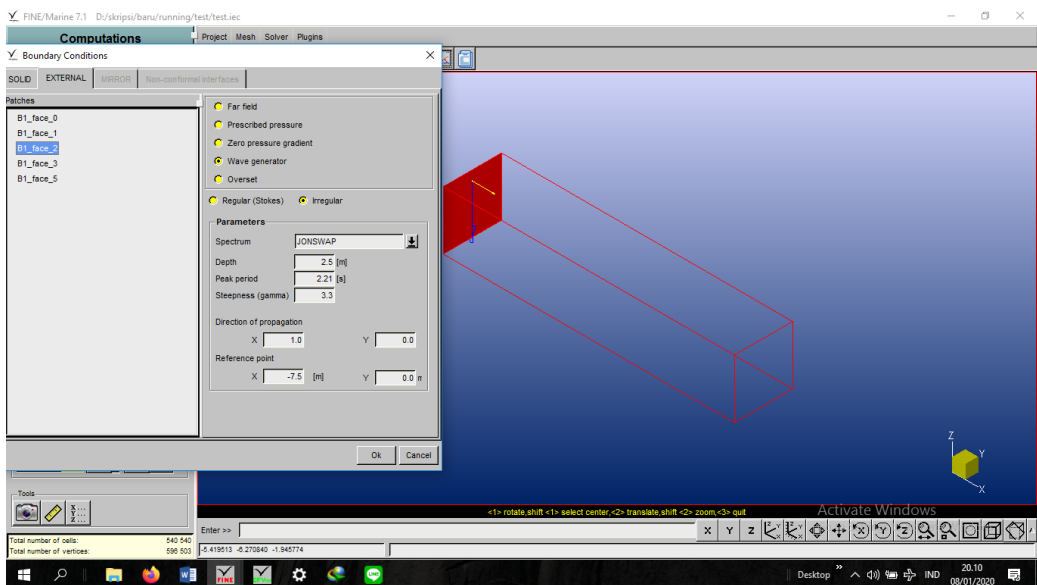 FINE/Marine 7.1 D:/skripsi/baru/running/test/test.iec
Computations
Project Mesh Solver Plugins
Boundary Conditions
SOLID EXTERNAL MIRROR Non-conformal interfaces
Patches
B1_face_0
B1_face_1
B1_face_2
B1_face_3
B1_face_5
Far field
Prescribed pressure
Zero pressure gradient
Wave generator
Overset
Regular (Stokes) Irregular
Parameters
Spectrum JONSWAP
Depth 2.5 [m]
Peak period 2.21 [s]
Steepness (gamma) 3.3
Direction of propagation
X 1.0 Y 0.0
Reference point
X -7.5 [m] Y 0.0
Ok Cancel
Z
Y
X
Tools
X...
Y...
Z...
<1> rotate,shift <1> select center,<2> translate,shift <2> zoom,<3> quit
Activate Windows
Enter >>
X Y Z
Total number of cells: 540 540
Total number of vertices: 596 503
-5.419513 -6.270840 -1.945774
FINE
LINE
Desktop
IND
20.10
08/01/2020